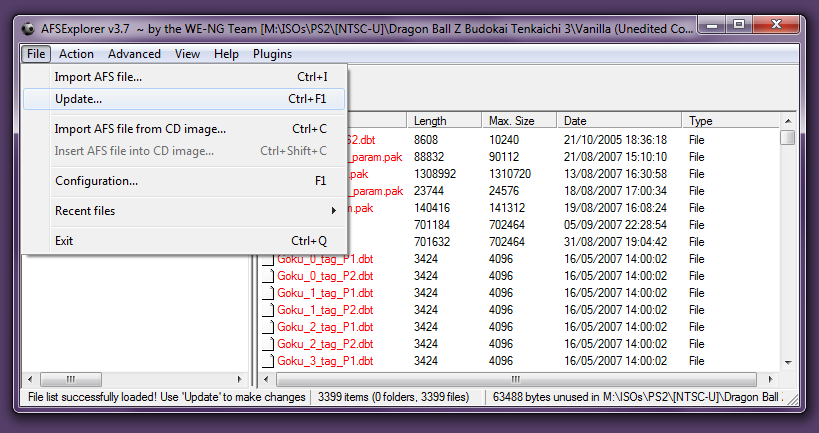 AFSExplorer v3.7 ~ by the WE-NG Team [M:\ISOs\PS2\[NTSC-U]\Dragon Ball Z Budokai Tenkaichi 3\Vanilla (Unedited Co...
File Action Advanced View Help Plugins
Import AFS file... Ctrl+I
Update... Ctrl+F1
Import AFS file from CD image... Ctrl+C
Insert AFS file into CD image... Ctrl+Shift+C
Configuration... F1
Recent files
Exit Ctrl+Q
Length Max. Size Date Type
S2.dbt 8608 10240 21/10/2005 18:36:18 File
_param.pak 88832 90112 21/08/2007 15:10:10 File
.pak 1308992 1310720 13/08/2007 16:30:58 File
_param.pak 23744 24576 18/08/2007 17:00:34 File
param.pak 140416 141312 19/08/2007 16:08:24 File
701184 702464 05/09/2007 22:28:54 File
701632 702464 31/08/2007 19:04:42 File
Goku_0_tag_P1.dbt 3424 4096 16/05/2007 14:00:02 File
Goku_0_tag_P2.dbt 3424 4096 16/05/2007 14:00:02 File
Goku_1_tag_P1.dbt 3424 4096 16/05/2007 14:00:02 File
Goku_1_tag_P2.dbt 3424 4096 16/05/2007 14:00:02 File
Goku_2_tag_P1.dbt 3424 4096 16/05/2007 14:00:02 File
Goku_2_tag_P2.dbt 3424 4096 16/05/2007 14:00:02 File
Goku_3_tag_P1.dbt 3424 4096 16/05/2007 14:00:02 File
File list successfully loaded! Use 'Update' to make changes 3399 items (0 folders, 3399 files) 63488 bytes unused in M:\ISOs\PS2\[NTSC-U]\Dragon Ball Z